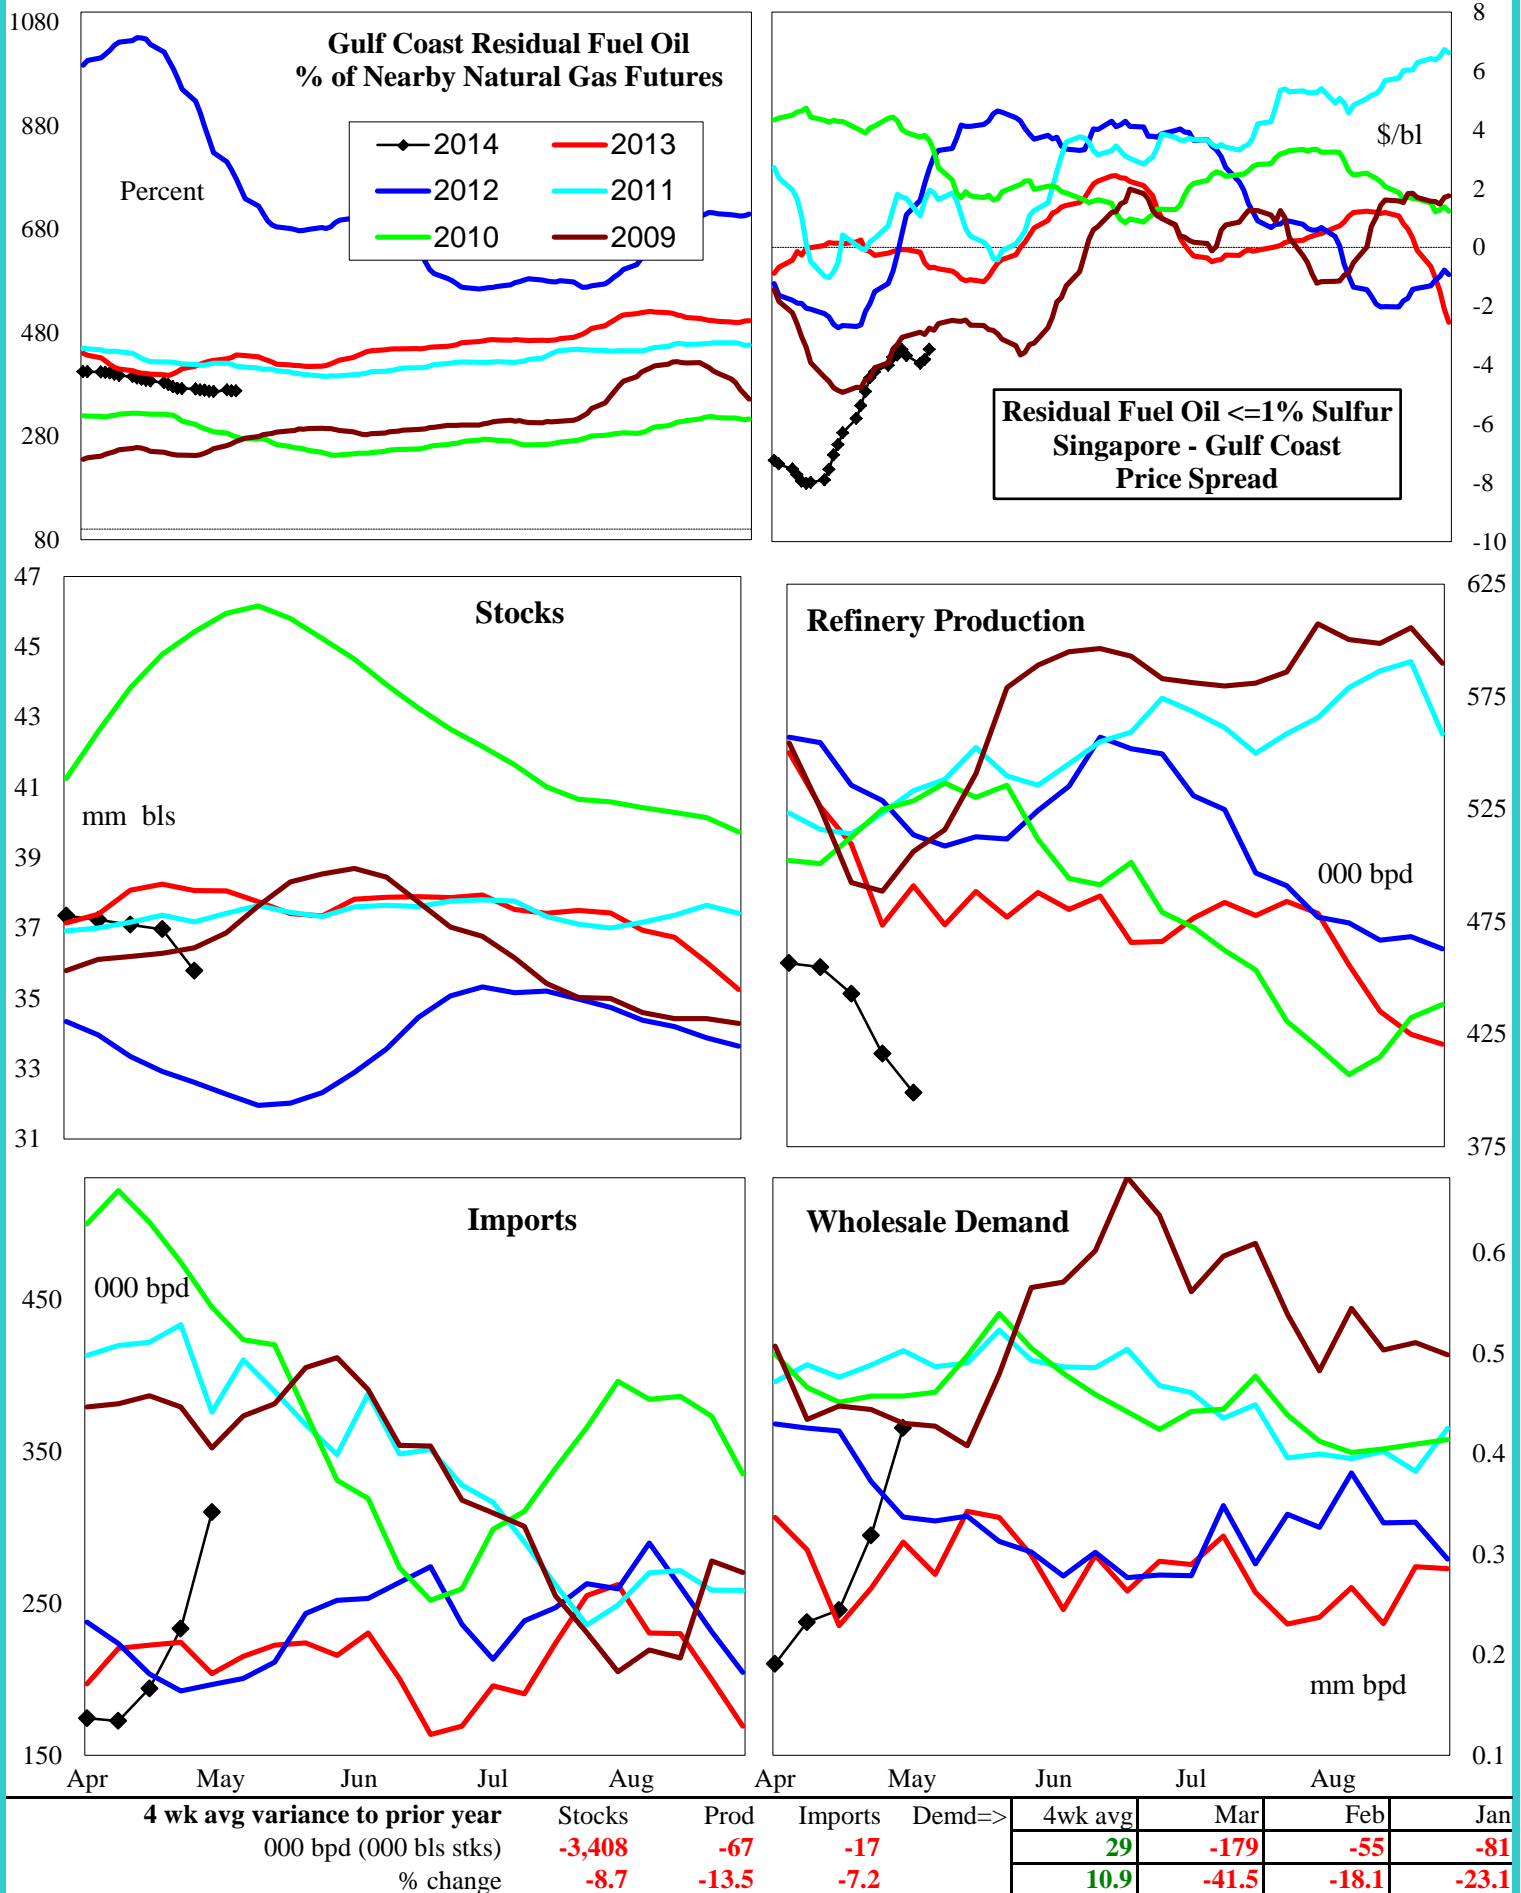 Gulf Coast Residual Fuel Oil
% of Nearby Natural Gas Futures
1080
880
680
480
280
80
Percent
2014 2013
2012 2011
2010 2009
8
6
4
2
0
-2
-4
-6
-8
-10
$/bl
Residual Fuel Oil <=1% Sulfur
Singapore - Gulf Coast
Price Spread
47
45
43
41
39
37
35
33
31
Stocks
mm bls
Refinery Production
000 bpd
625
575
525
475
425
375
Imports
000 bpd
450
350
250
150
Apr May Jun Jul Aug
Wholesale Demand
mm bpd
0.6
0.5
0.4
0.3
0.2
0.1
Apr May Jun Jul Aug
4 wk avg variance to prior year Stocks Prod Imports Demd=> 4wk avg Mar Feb Jan
000 bpd (000 bls stks) -3,408 -67 -17 29 -179 -55 -81
% change -8.7 -13.5 -7.2 10.9 -41.5 -18.1 -23.1